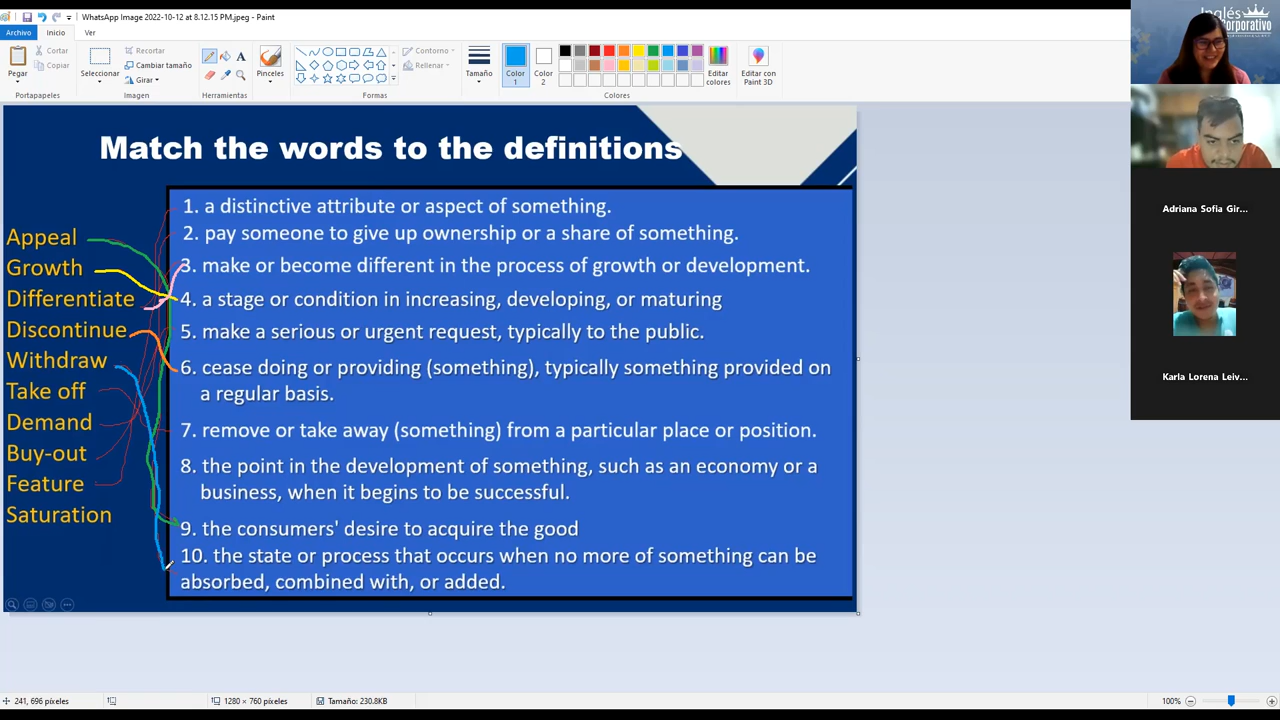 WhatsApp Image 2022-10-12 at 8.12.15 PM.jpeg - Paint
Archivo
Inicio
Ver
Pegar
Cortar
Copiar
Portapapeles
Seleccionar
Recortar
Cambiar tamaño
Girar
Imagen
A
Herramientas
Pinceles
Contorno
Rellenar
Formas
Tamaño
Color
1
Color
2
Editar
colores
Editar con
Paint 3D
Colores
Match the words to the definitions
Appeal
Growth
Differentiate
Discontinue
Withdraw
Take off
Demand
Buy-out
Feature
Saturation
1. a distinctive attribute or aspect of something.
2. pay someone to give up ownership or a share of something.
3. make or become different in the process of growth or development.
4. a stage or condition in increasing, developing, or maturing
5. make a serious or urgent request, typically to the public.
6. cease doing or providing (something), typically something provided on
a regular basis.
7. remove or take away (something) from a particular place or position.
8. the point in the development of something, such as an economy or a
business, when it begins to be successful.
9. the consumers' desire to acquire the good
10. the state or process that occurs when no more of something can be
absorbed, combined with, or added.
Inglés
Corporativo
Adriana Sofia Gir...
Karla Lorena Leiv...
241, 696 píxeles
1280 × 760 píxeles
Tamaño: 230.8KB
100%